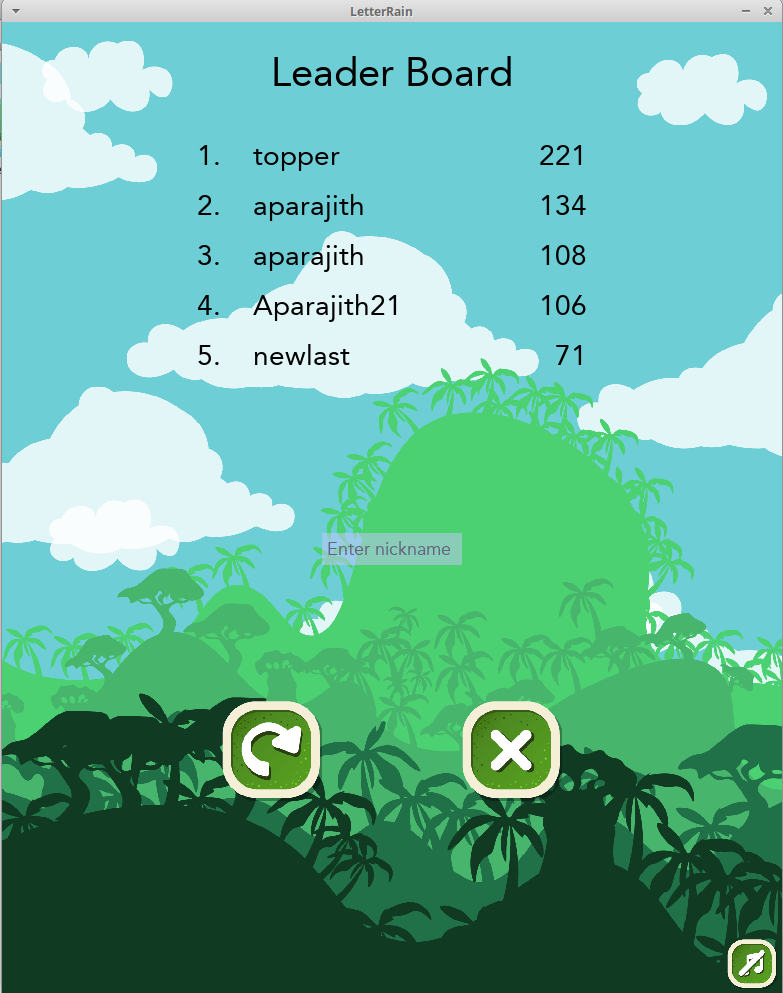 LetterRain
Leader Board
1. topper 221
2. aparajith 134
3. aparajith 108
4. Aparajith21 106
5. newlast 71
Enter nickname